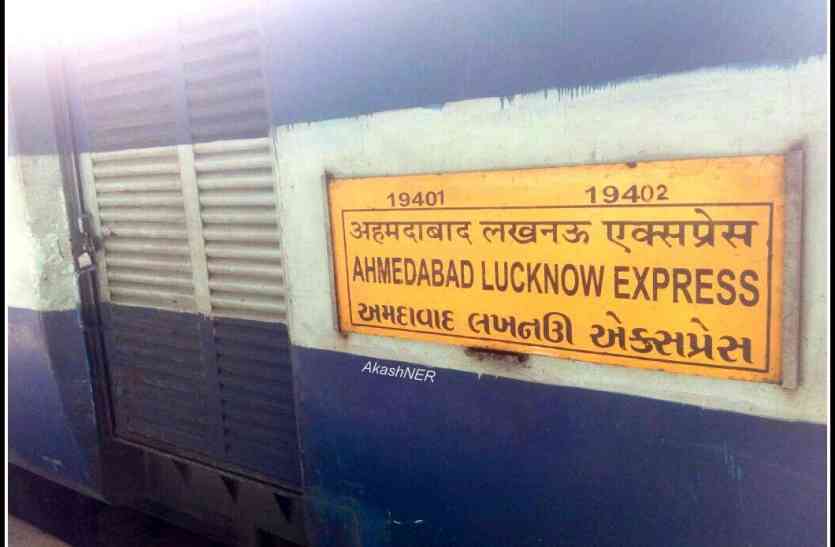 19401 19402
अहमदाबाद लखनऊ एक्सप्रेस
AHMEDABAD LUCKNOW EXPRESS
અમદાવાદ લખનઊ એક્સપ્રેસ
AkashNER